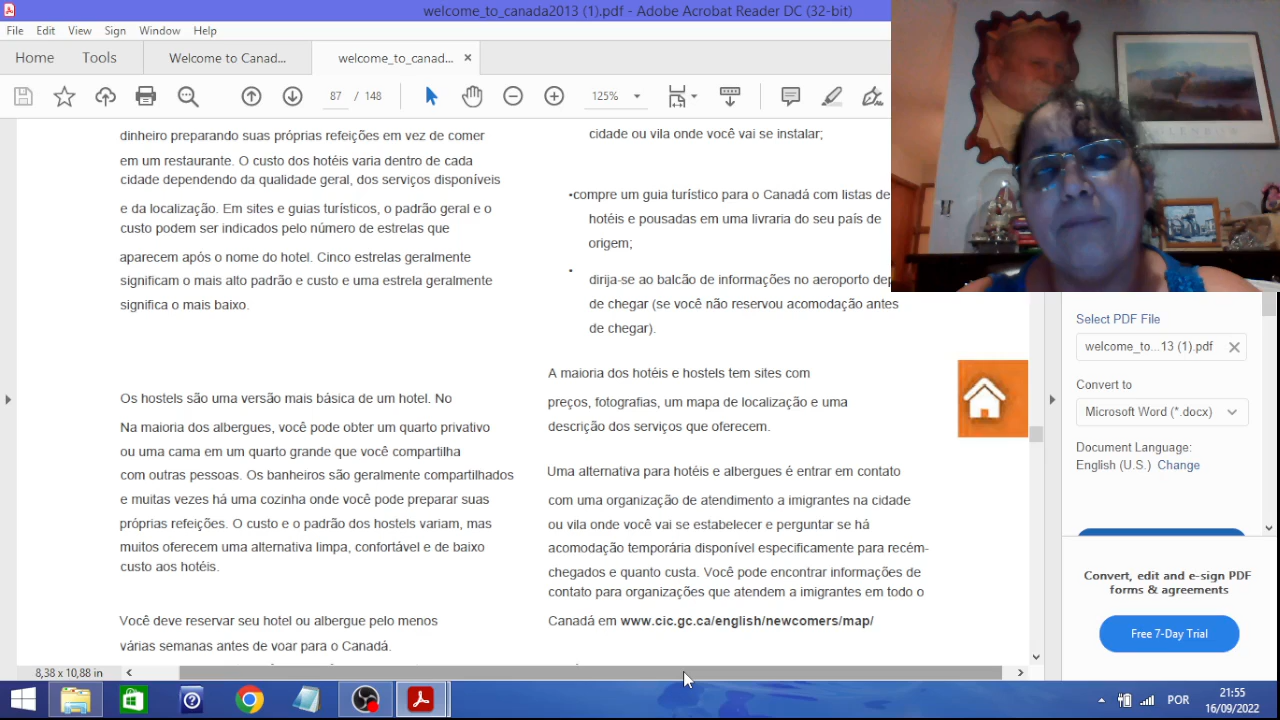 welcome_to_canada2013 (1).pdf - Adobe Acrobat Reader DC (32-bit)
File Edit View Sign Window Help
Home Tools Welcome to Canad... welcome_to_canad... ×
87 / 148 125%
dinheiro preparando suas próprias refeições em vez de comer
em um restaurante. O custo dos hotéis varia dentro de cada
cidade dependendo da qualidade geral, dos serviços disponíveis
e da localização. Em sites e guias turísticos, o padrão geral e o
custo podem ser indicados pelo número de estrelas que
aparecem após o nome do hotel. Cinco estrelas geralmente
significam o mais alto padrão e custo e uma estrela geralmente
significa o mais baixo.
Os hostels são uma versão mais básica de um hotel. No
Na maioria dos albergues, você pode obter um quarto privativo
ou uma cama em um quarto grande que você compartilha
com outras pessoas. Os banheiros são geralmente compartilhados
e muitas vezes há uma cozinha onde você pode preparar suas
próprias refeições. O custo e o padrão dos hostels variam, mas
muitos oferecem uma alternativa limpa, confortável e de baixo
custo aos hotéis.
Você deve reservar seu hotel ou albergue pelo menos
várias semanas antes de voar para o Canadá.
cidade ou vila onde você vai se instalar;
•compre um guia turístico para o Canadá com listas de
hotéis e pousadas em uma livraria do seu país de
origem;
•
dirija-se ao balcão de informações no aeroporto dep
de chegar (se você não reservou acomodação antes
de chegar).
A maioria dos hotéis e hostels tem sites com
preços, fotografias, um mapa de localização e uma
descrição dos serviços que oferecem.
Uma alternativa para hotéis e albergues é entrar em contato
com uma organização de atendimento a imigrantes na cidade
ou vila onde você vai se estabelecer e perguntar se há
acomodação temporária disponível especificamente para recém-
chegados e quanto custa. Você pode encontrar informações de
contato para organizações que atendem a imigrantes em todo o
Canadá em www.cic.gc.ca/english/newcomers/map/
Select PDF File
welcome_to...13 (1).pdf
Convert to
Microsoft Word (*.docx)
Document Language:
English (U.S.) Change
Convert, edit and e-sign PDF
forms & agreements
Free 7-Day Trial
8,38 x 10,88 in
POR
21:55
16/09/2022